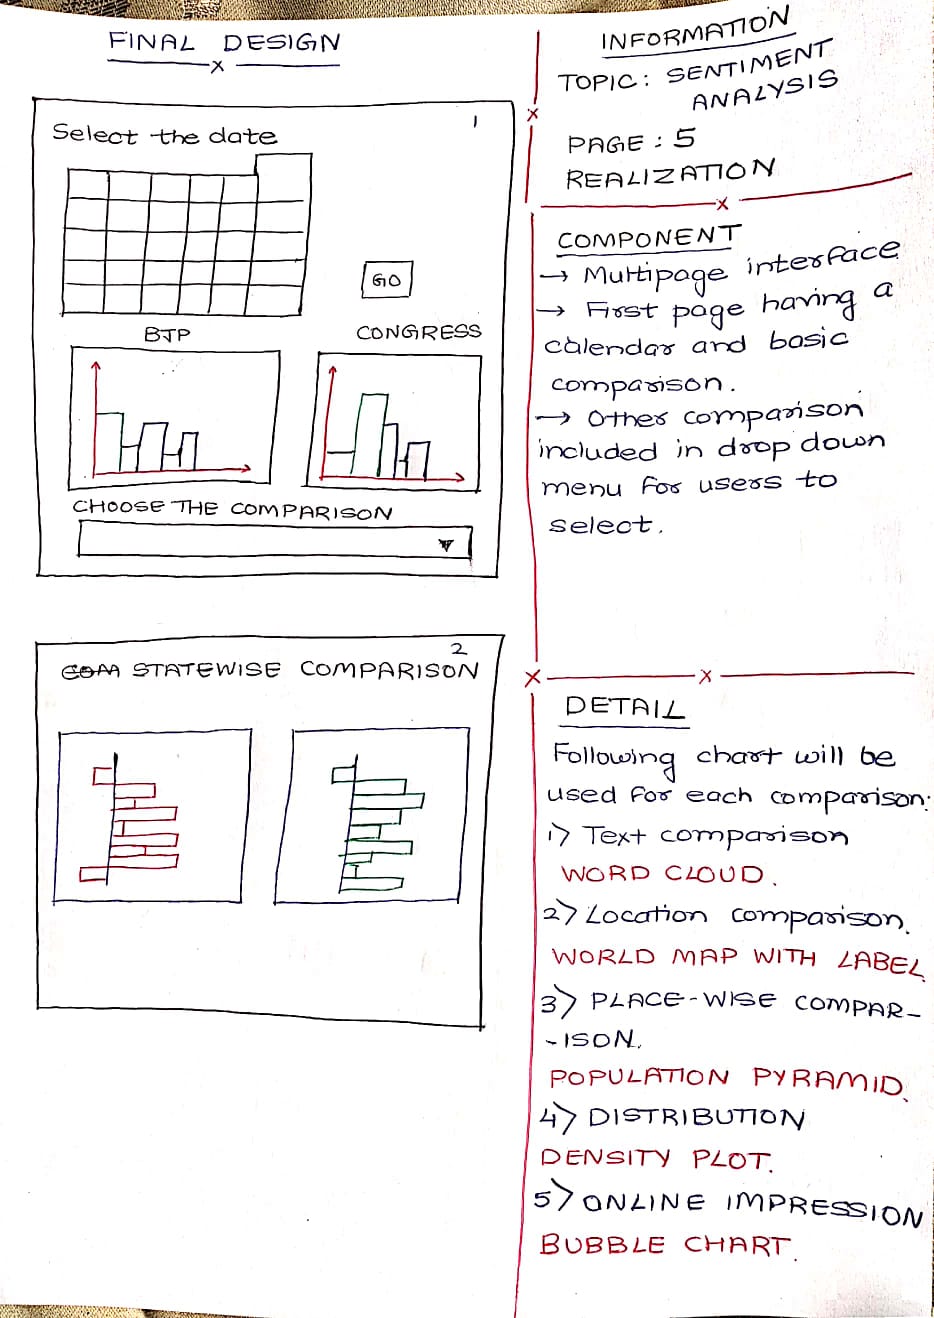 FINAL DESIGN
x
1
Select the date
GO
BJP
CONGRESS
CHOOSE THE COMPARISON
2
COM STATEWISE COMPARISON
INFORMATION
TOPIC: SENTIMENT
ANALYSIS
PAGE: 5
REALIZATION
x
x
COMPONENT
→ Multipage interface
→ First page having a
calendar and basic
comparison.
→ Other comparison
included in drop down
menu for users to
select.
x
x
DETAIL
Following chart will be
used for each comparison:
1> Text comparison
WORD CLOUD.
2> Location comparison.
WORLD MAP WITH LABEL.
3> PLACE-WISE COMPAR-
-ISON.
POPULATION PYRAMID.
4> DISTRIBUTION
DENSITY PLOT.
5> ONLINE IMPRESSION
BUBBLE CHART.